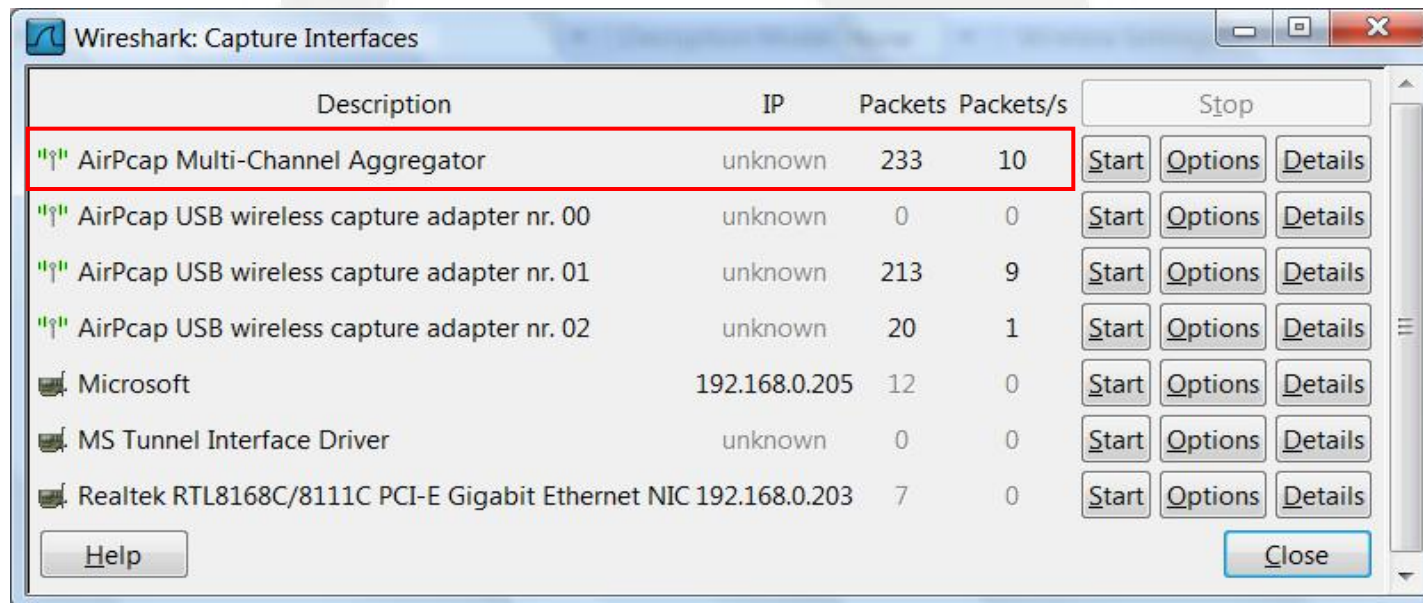 Wireshark: Capture Interfaces
Description IP Packets Packets/s Stop
AirPcap Multi-Channel Aggregator unknown 233 10 Start Options Details
AirPcap USB wireless capture adapter nr. 00 unknown 0 0 Start Options Details
AirPcap USB wireless capture adapter nr. 01 unknown 213 9 Start Options Details
AirPcap USB wireless capture adapter nr. 02 unknown 20 1 Start Options Details
Microsoft 192.168.0.205 12 0 Start Options Details
MS Tunnel Interface Driver unknown 0 0 Start Options Details
Realtek RTL8168C/8111C PCI-E Gigabit Ethernet NIC 192.168.0.203 7 0 Start Options Details
Help Close